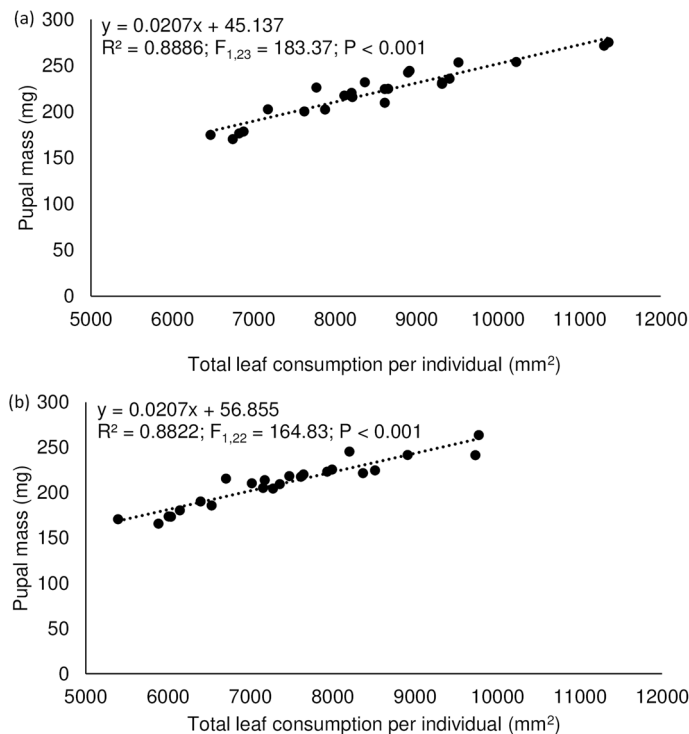 (a)
300
y = 0.0207x + 45.137
R² = 0.8886; F1,23 = 183.37; P < 0.001
250
200
150
100
50
0
Pupal mass (mg)
5000 6000 7000 8000 9000 10000 11000 12000
Total leaf consumption per individual (mm²)
(b)
300
y = 0.0207x + 56.855
R² = 0.8822; F1,22 = 164.83; P < 0.001
250
200
150
100
50
0
Pupal mass (mg)
5000 6000 7000 8000 9000 10000 11000 12000
Total leaf consumption per individual (mm²)